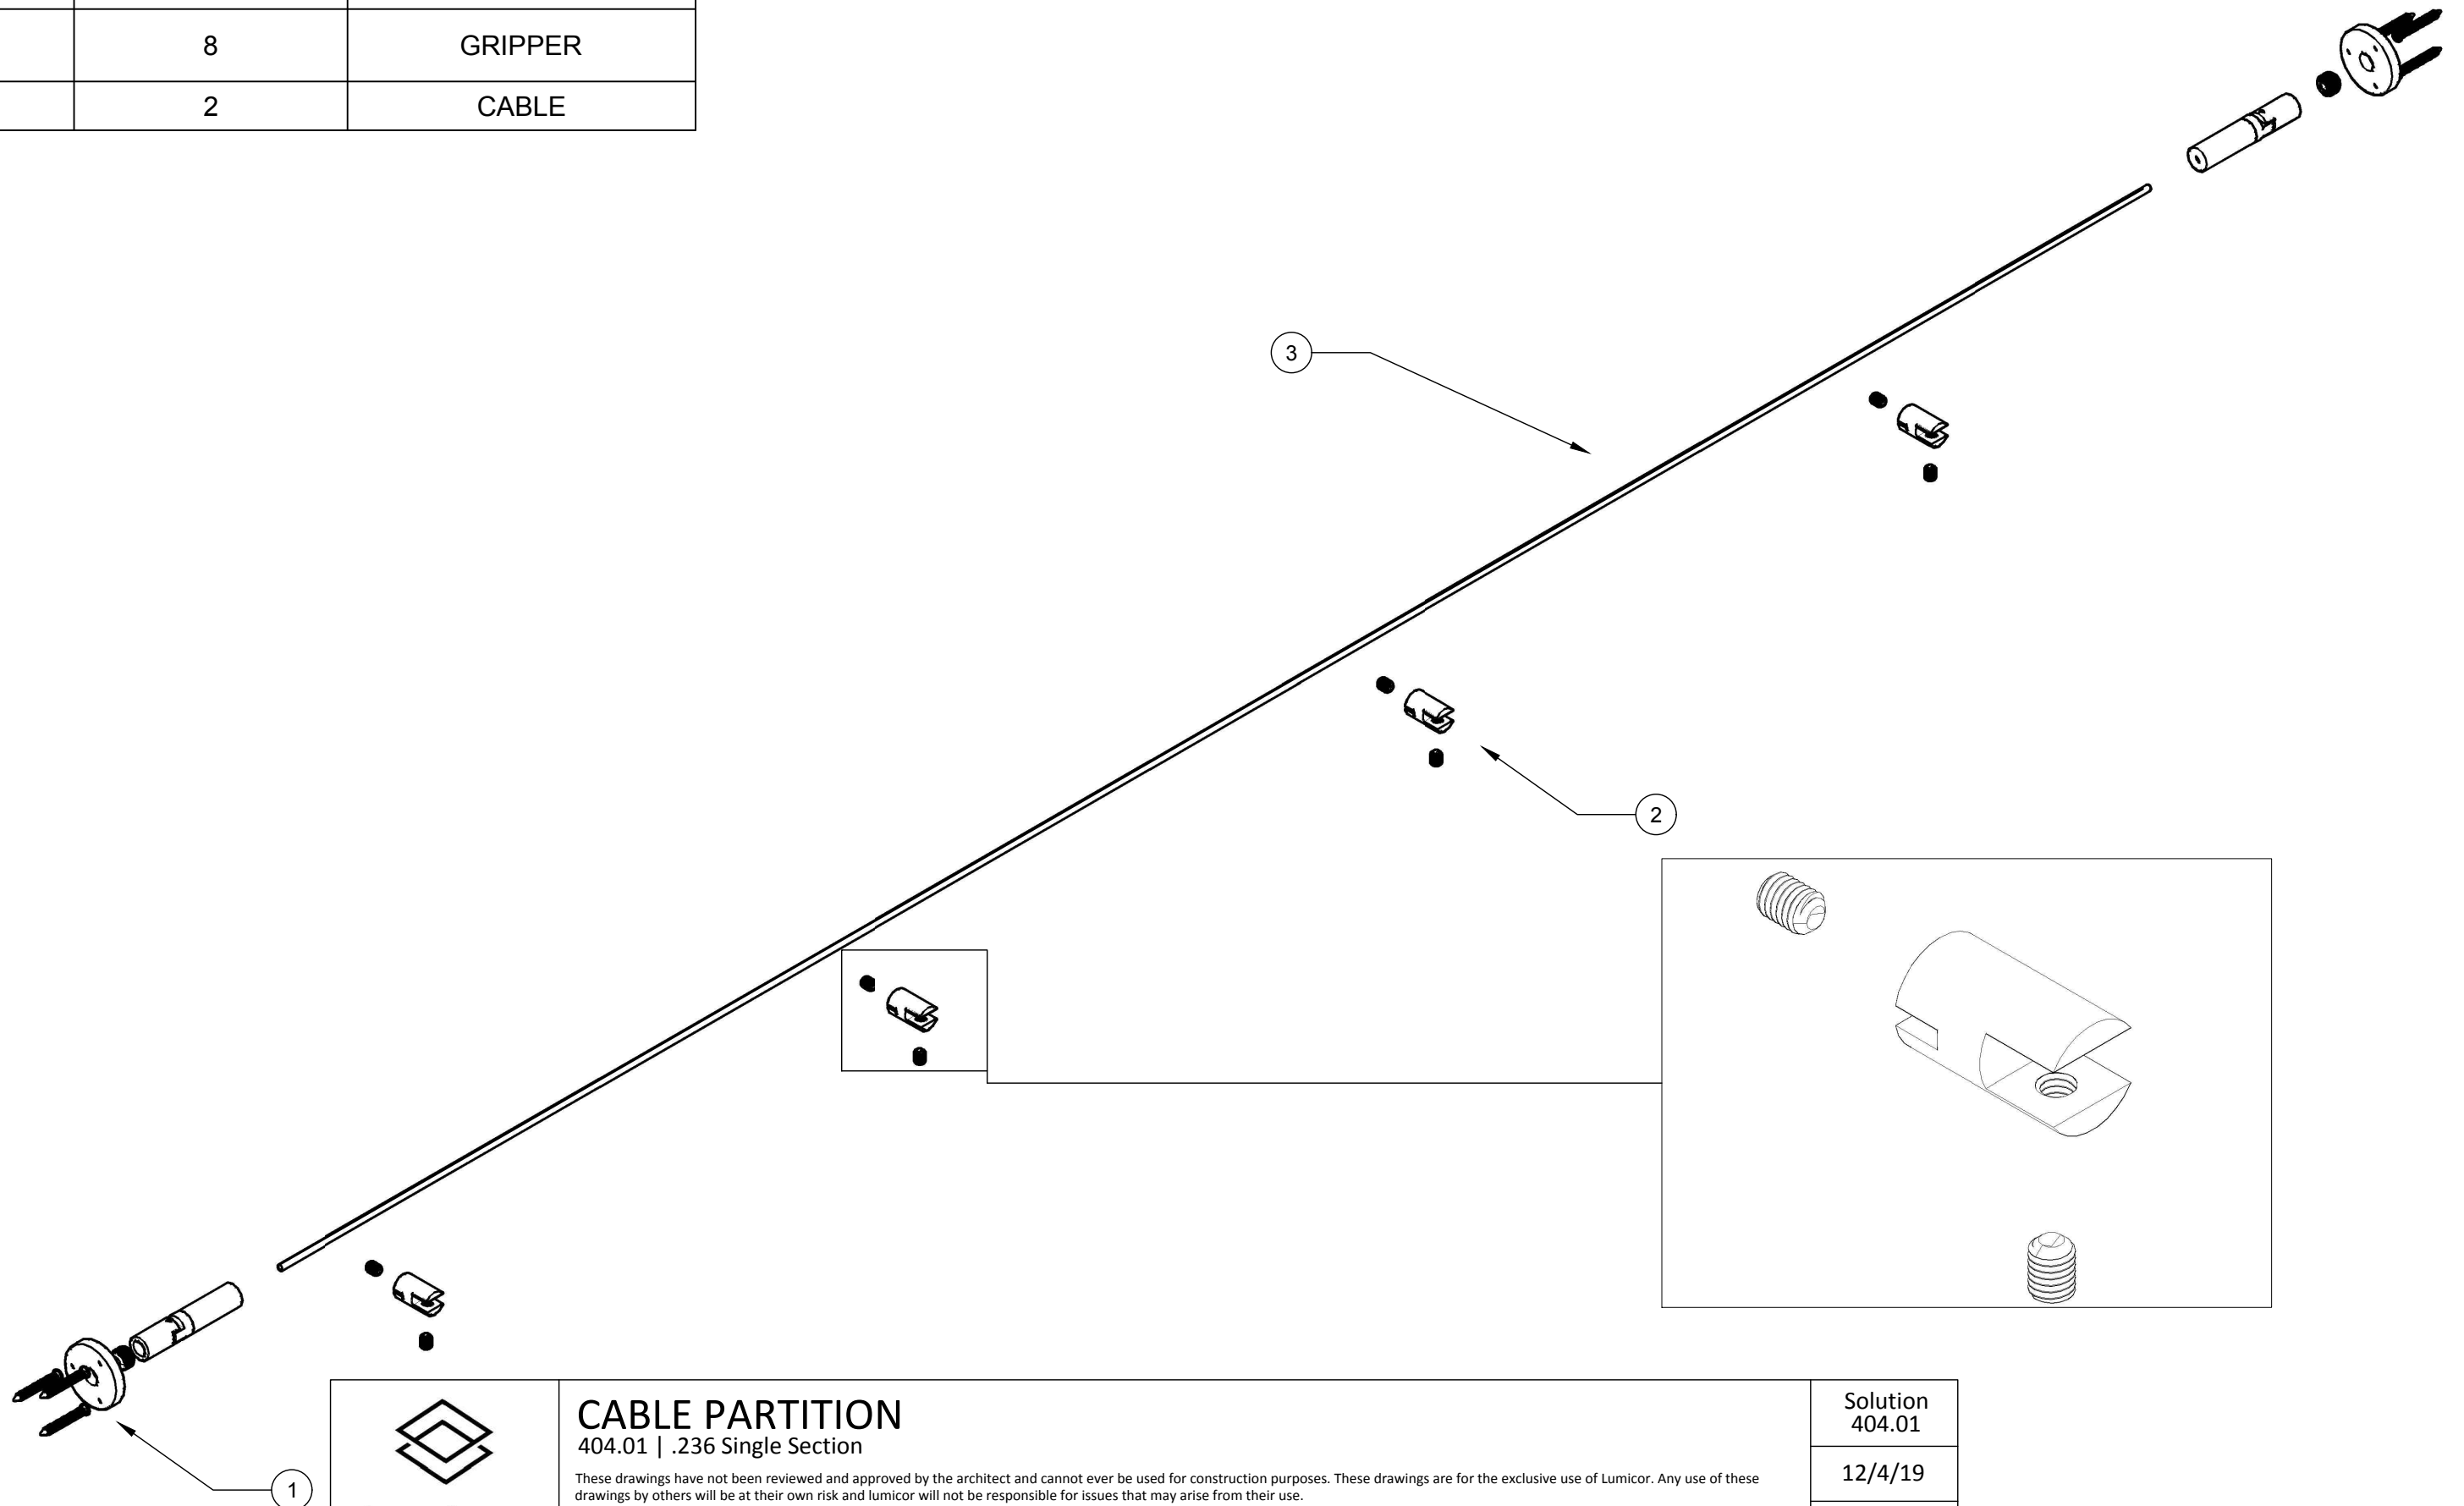 8 GRIPPER
2 CABLE
3
2
1
CABLE PARTITION
404.01 | .236 Single Section
These drawings have not been reviewed and approved by the architect and cannot ever be used for construction purposes. These drawings are for the exclusive use of Lumicor. Any use of these
drawings by others will be at their own risk and lumicor will not be responsible for issues that may arise from their use.
Solution
404.01
12/4/19